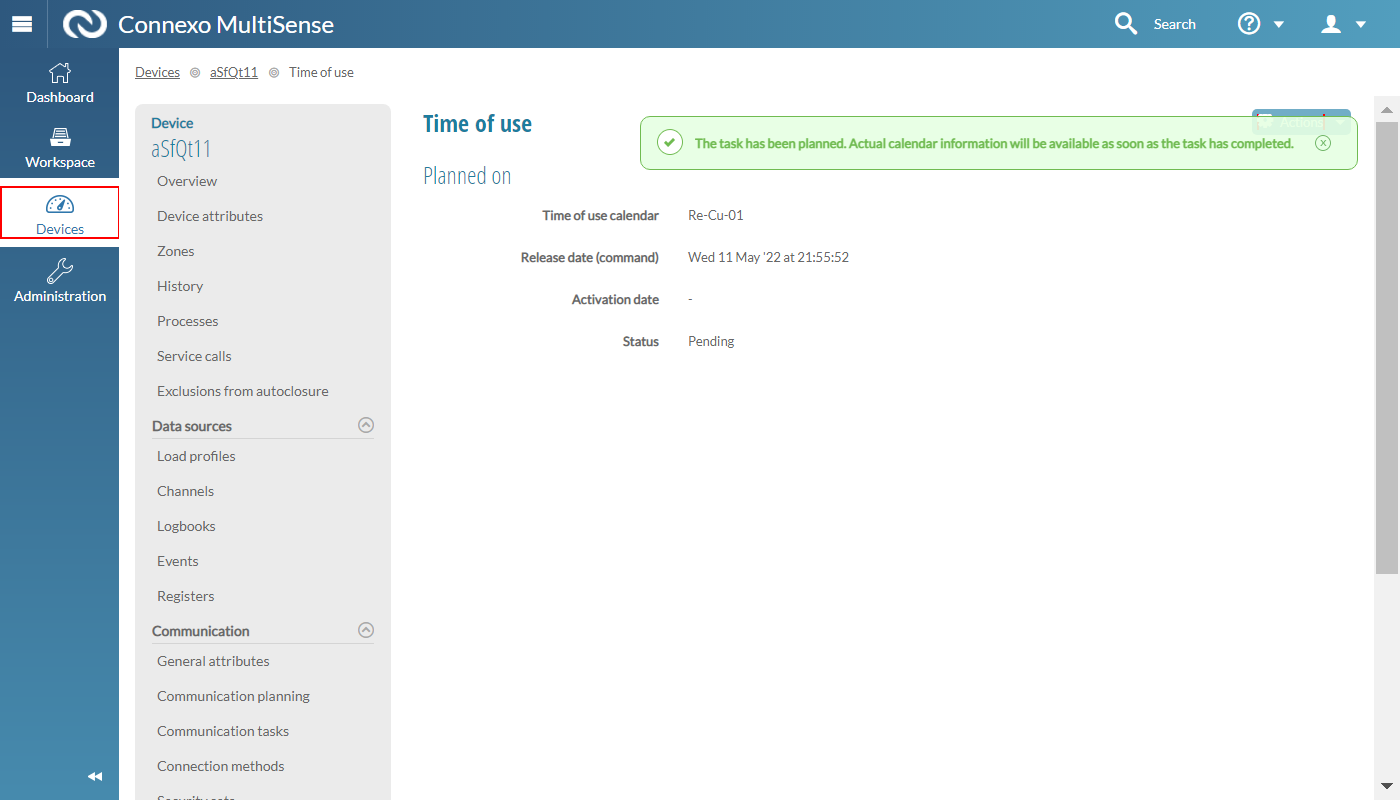 Connexo MultiSense
Search
Dashboard
Workspace
Devices
Administration
Devices aSfQt11 Time of use
Device
aSfQt11
Overview
Device attributes
Zones
History
Processes
Service calls
Exclusions from autoclosure
Data sources
Load profiles
Channels
Logbooks
Events
Registers
Communication
General attributes
Communication planning
Communication tasks
Connection methods
Time of use
Actions
The task has been planned. Actual calendar information will be available as soon as the task has completed.
Planned on
Time of use calendar Re-Cu-01
Release date (command) Wed 11 May '22 at 21:55:52
Activation date -
Status Pending